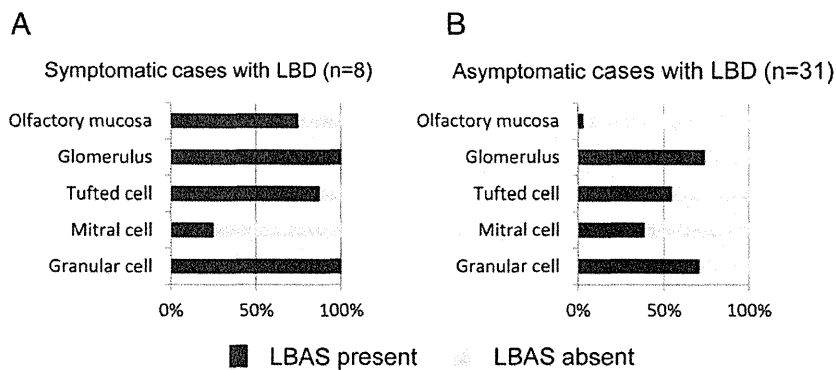 A
Symptomatic cases with LBD (n=8)
Olfactory mucosa
Glomerulus
Tufted cell
Mitral cell
Granular cell
0% 50% 100%
B
Asymptomatic cases with LBD (n=31)
Olfactory mucosa
Glomerulus
Tufted cell
Mitral cell
Granular cell
0% 50% 100%
LBAS present LBAS absent